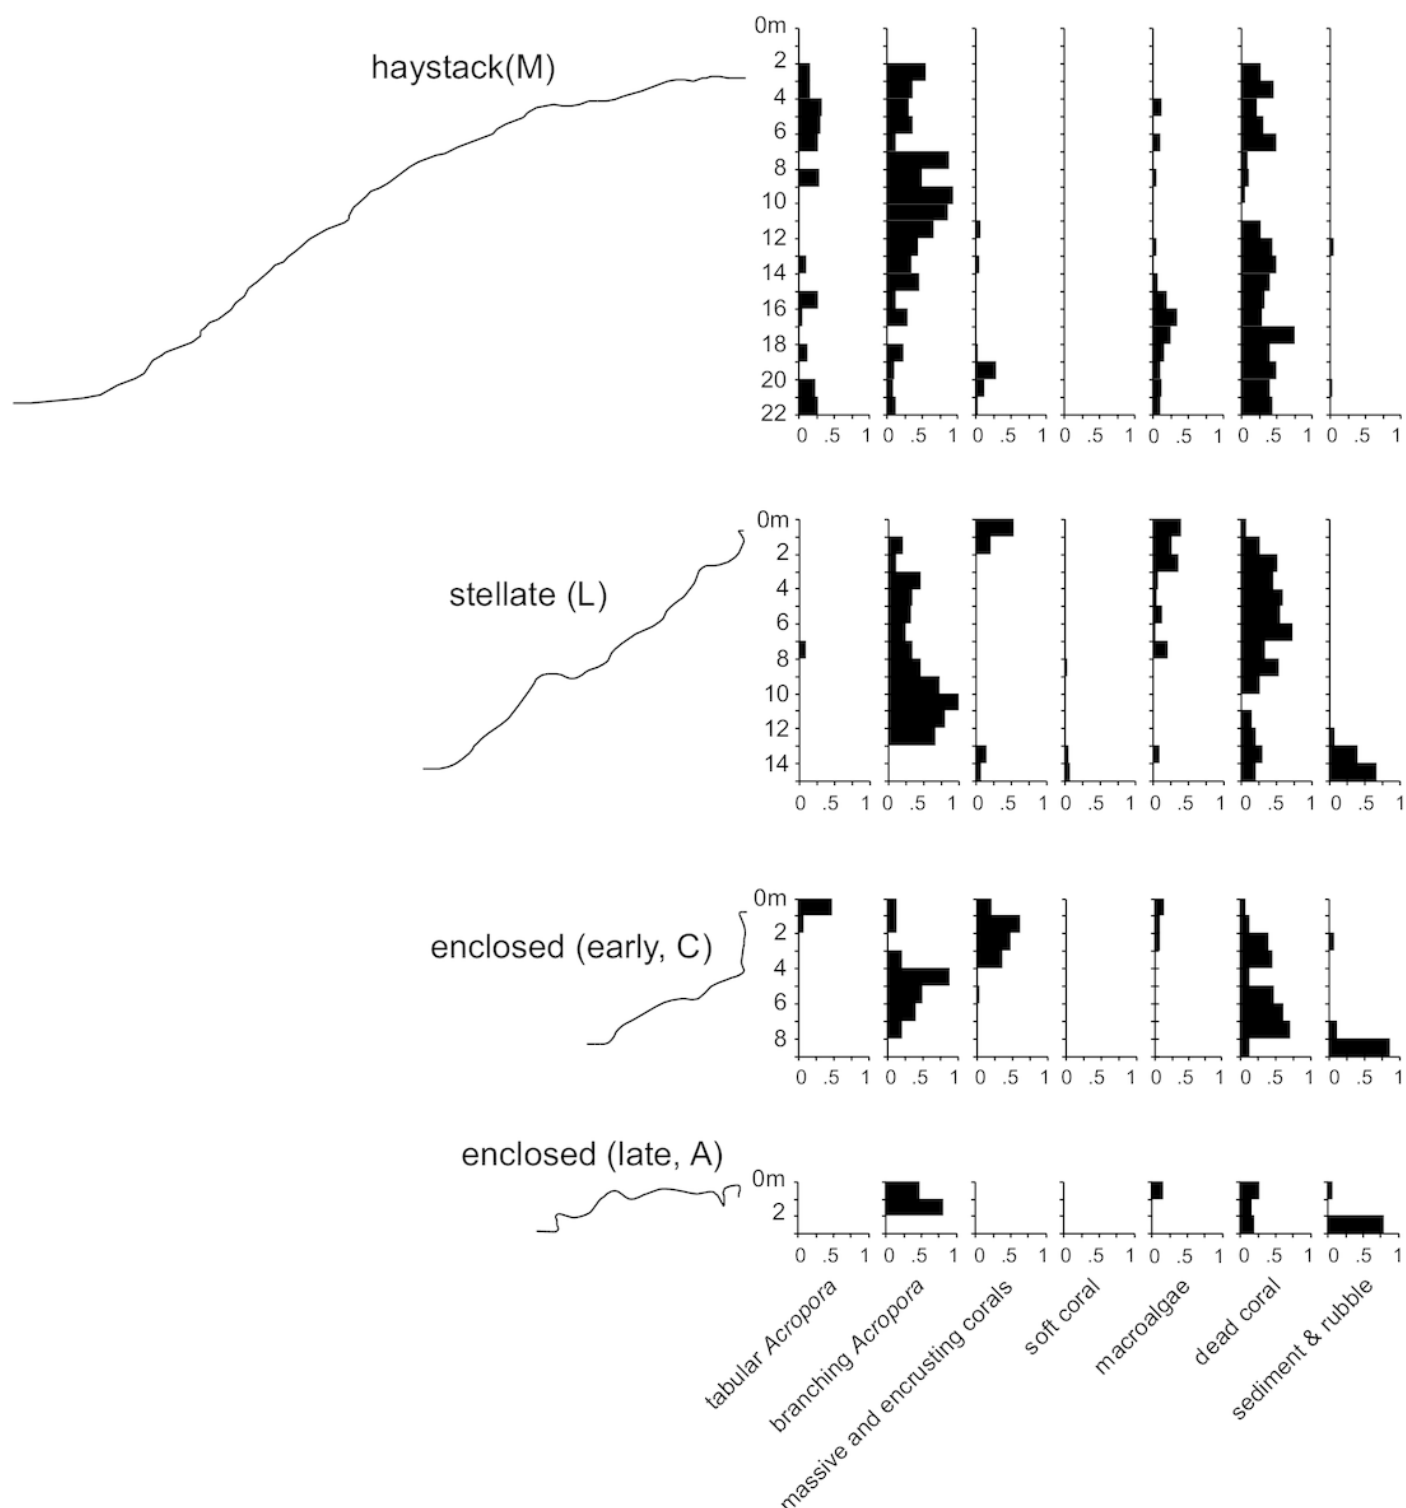 haystack(M)
0m
2
4
6
8
10
12
14
16
18
20
22
0 .5 1 0 .5 1 0 .5 1 0 .5 1 0 .5 1 0 .5 1 0 .5 1
stellate (L)
0m
2
4
6
8
10
12
14
0 .5 1 0 .5 1 0 .5 1 0 .5 1 0 .5 1 0 .5 1 0 .5 1
enclosed (early, C)
0m
2
4
6
8
0 .5 1 0 .5 1 0 .5 1 0 .5 1 0 .5 1 0 .5 1 0 .5 1
enclosed (late, A)
0m
2
0 .5 1 0 .5 1 0 .5 1 0 .5 1 0 .5 1 0 .5 1 0 .5 1
tabular Acropora
branching Acropora
massive and encrusting corals
soft coral
macroalgae
dead coral
sediment & rubble